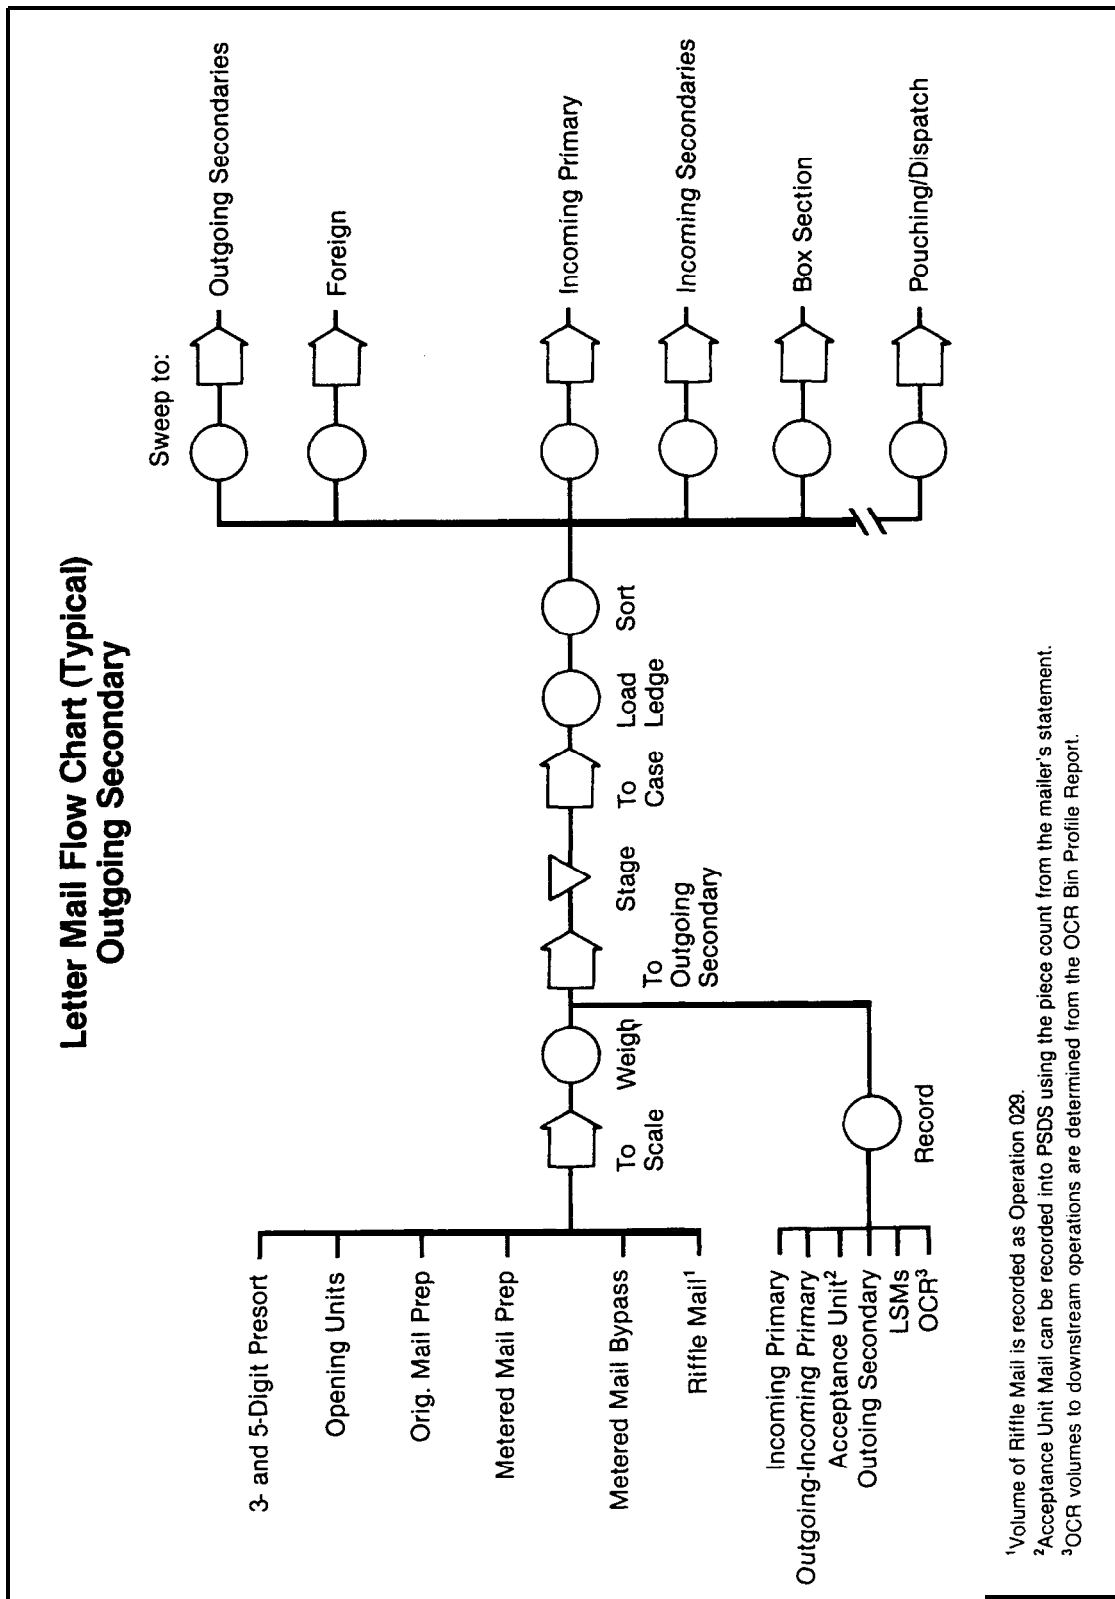 Letter Mail Flow Chart (Typical)
Outgoing Secondary
3- and 5-Digit Presort
Opening Units
Orig. Mail Prep
Metered Mail Prep
Metered Mail Bypass
Riffle Mail¹
To
Scale
Weigh
Incoming Primary
Outgoing-Incoming Primary
Acceptance Unit²
Outoing Secondary
LSMs
OCR³
Record
To
Outgoing
Secondary
Stage
To
Case
Load
Ledge
Sort
Sweep to:
Outgoing Secondaries
Foreign
Incoming Primary
Incoming Secondaries
Box Section
Pouching/Dispatch
¹Volume of Riffle Mail is recorded as Operation 029.
²Acceptance Unit Mail can be recorded into PSDS using the piece count from the mailer's statement.
³OCR volumes to downstream operations are determined from the OCR Bin Profile Report.